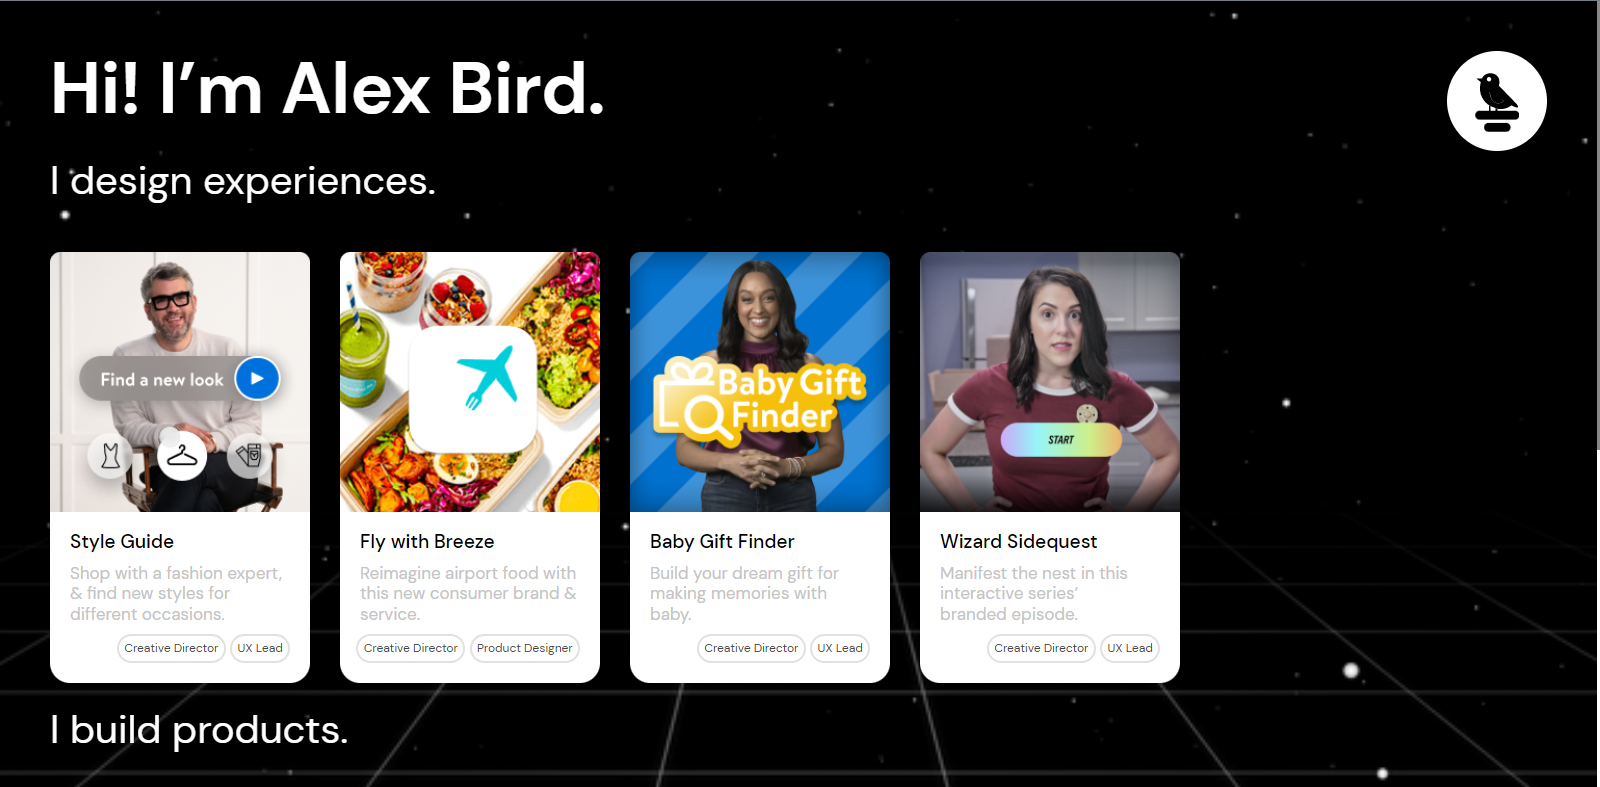 Hi! I’m Alex Bird.
I design experiences.
Find a new look
Baby Gift
Finder
START
Style Guide
Shop with a fashion expert,
& find new styles for
different occasions.
Creative Director
UX Lead
Fly with Breeze
Reimagine airport food with
this new consumer brand &
service.
Creative Director
Product Designer
Baby Gift Finder
Build your dream gift for
making memories with
baby.
Creative Director
UX Lead
Wizard Sidequest
Manifest the nest in this
interactive series’
branded episode.
Creative Director
UX Lead
I build products.